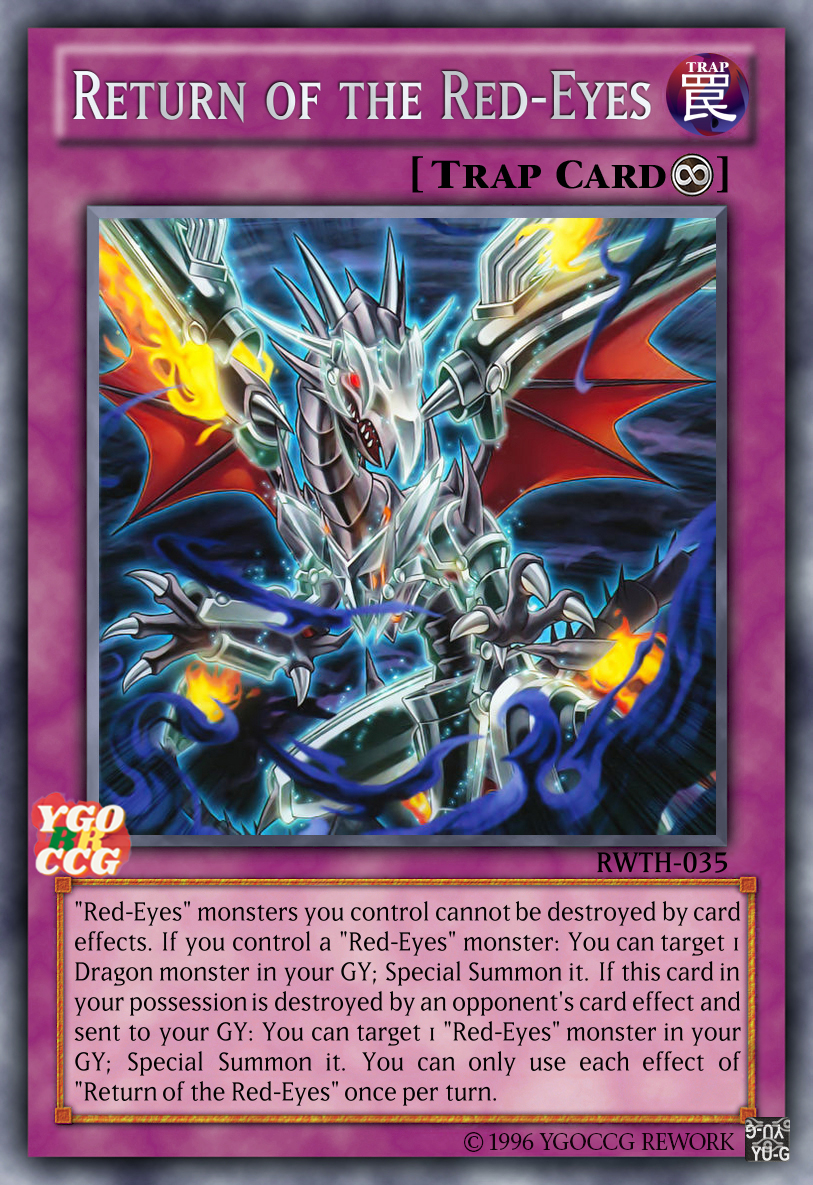 RETURN OF THE RED-EYES
TRAP
罠
[TRAP CARD∞]
YGO
RR
CCG
RWTH-035
"Red-Eyes" monsters you control cannot be destroyed by card
effects. If you control a "Red-Eyes" monster: You can target 1
Dragon monster in your GY; Special Summon it. If this card in
your possession is destroyed by an opponent's card effect and
sent to your GY: You can target 1 "Red-Eyes" monster in your
GY; Special Summon it. You can only use each effect of
"Return of the Red-Eyes" once per turn.
© 1996 YGOCCG REWORK
YU-G
YU-G